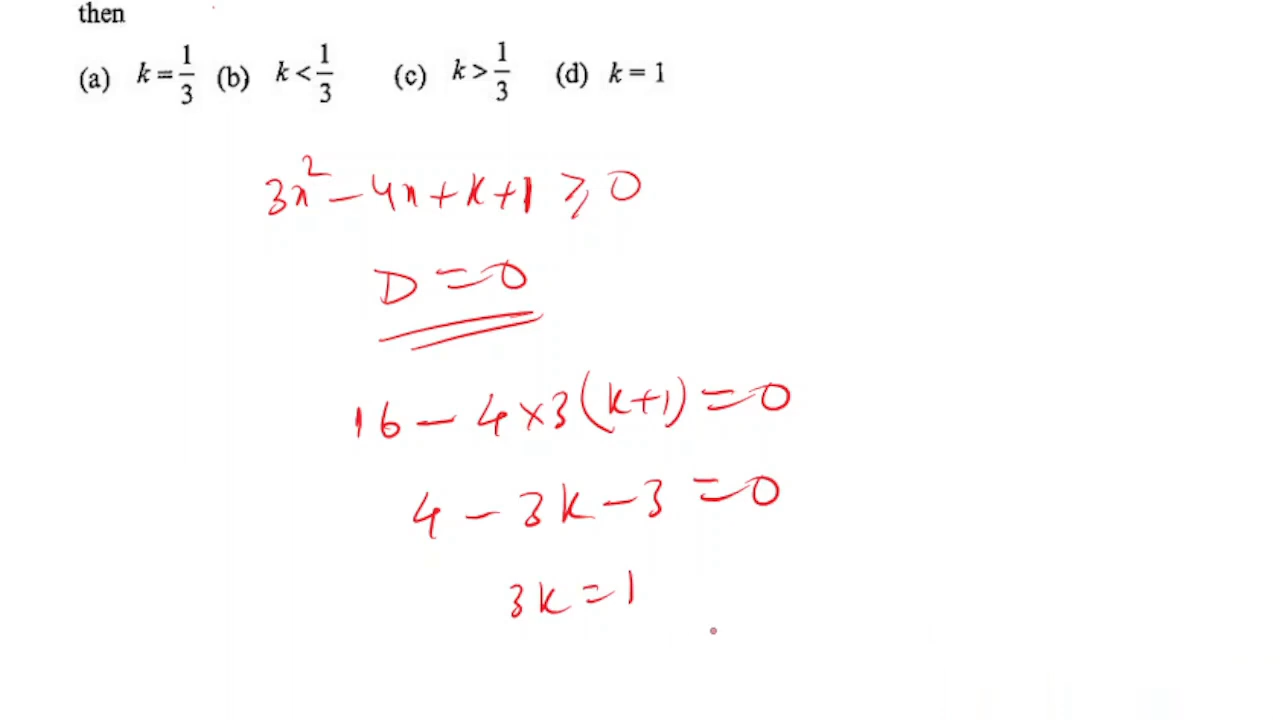 then
(a) k = 1/3 (b) k < 1/3 (c) k > 1/3 (d) k = 1
3x² - 4x + k + 1 ≥ 0
D = 0
16 - 4 × 3 (k+1) = 0
4 - 3k - 3 = 0
3k = 1